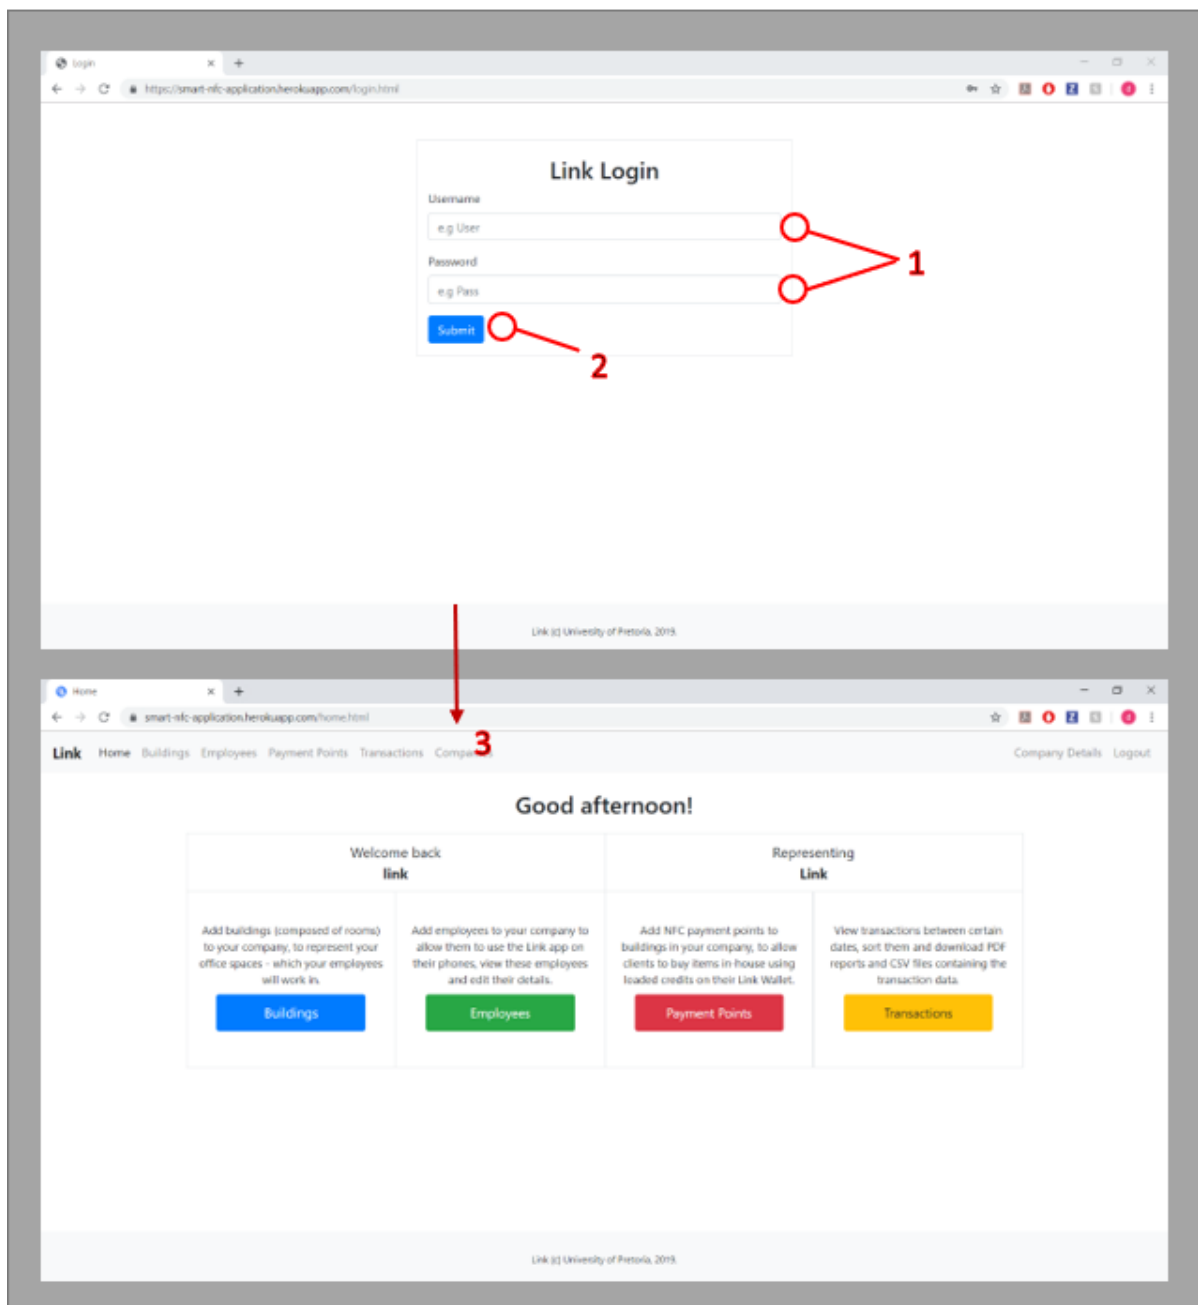 Login
https://smart-nfc-application.herokuapp.com/login.html
Link Login
Username
e.g User
1
Password
e.g Pass
Submit
2
Link (c) University of Pretoria, 2019.
Home
smart-nfc-application.herokuapp.com/home.html
3
Link Home Buildings Employees Payment Points Transactions Company Details Logout
Good afternoon!
Welcome back
link
Representing
Link
Add buildings (composed of rooms)
to your company, to represent your
office spaces - which your employees
will work in.
Buildings
Add employees to your company to
allow them to use the Link app on
their phones, view these employees
and edit their details.
Employees
Add NFC payment points to
buildings in your company, to allow
clients to buy items in-house using
loaded credits on their Link Wallet.
Payment Points
View transactions between certain
dates, sort them and download PDF
reports and CSV files containing the
transaction data.
Transactions
Link (c) University of Pretoria, 2019.